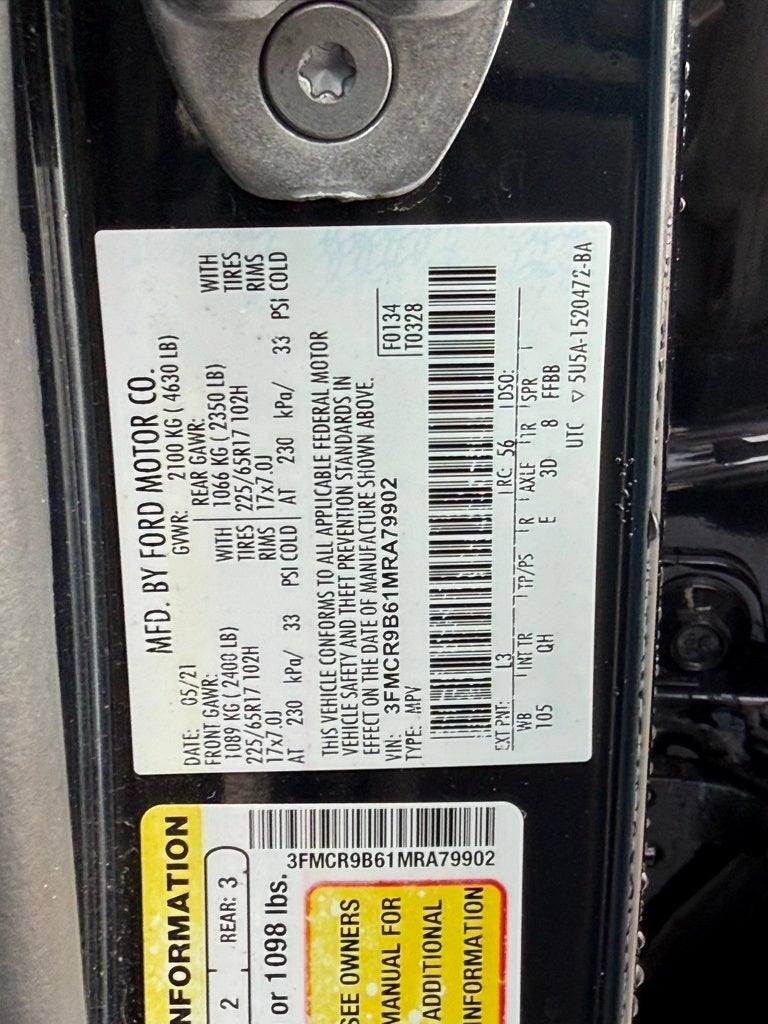 MFD. BY FORD MOTOR CO.
DATE: 05/21 GVWR: 2100 KG ( 4630 LB)
FRONT GAWR: REAR GAWR:
1089 KG (2400 LB) WITH 1066 KG ( 2350 LB) WITH
225/65R17 102H TIRES 225/65R17 102H TIRES
17x7.0J RIMS 17x7.0J RIMS
AT 230 kPa/ 33 PSI COLD AT 230 kPa/ 33 PSI COLD
THIS VEHICLE CONFORMS TO ALL APPLICABLE FEDERAL MOTOR
VEHICLE SAFETY AND THEFT PREVENTION STANDARDS IN
EFFECT ON THE DATE OF MANUFACTURE SHOWN ABOVE.
VIN: 3FMCR9B61MRA79902 F0134
TYPE: MPV T0328
EXT PNT: L3 RC: 56 DSO:
WB INT TR TP/PS R AXLE TR SPR
105 QH E 3D 8 FFBB
UTC ▽ 5U5A-1520472-BA
NFORMATION
2 REAR: 3
or 1098 lbs.
3FMCR9B61MRA79902
SEE OWNERS
MANUAL FOR
ADDITIONAL
INFORMATION